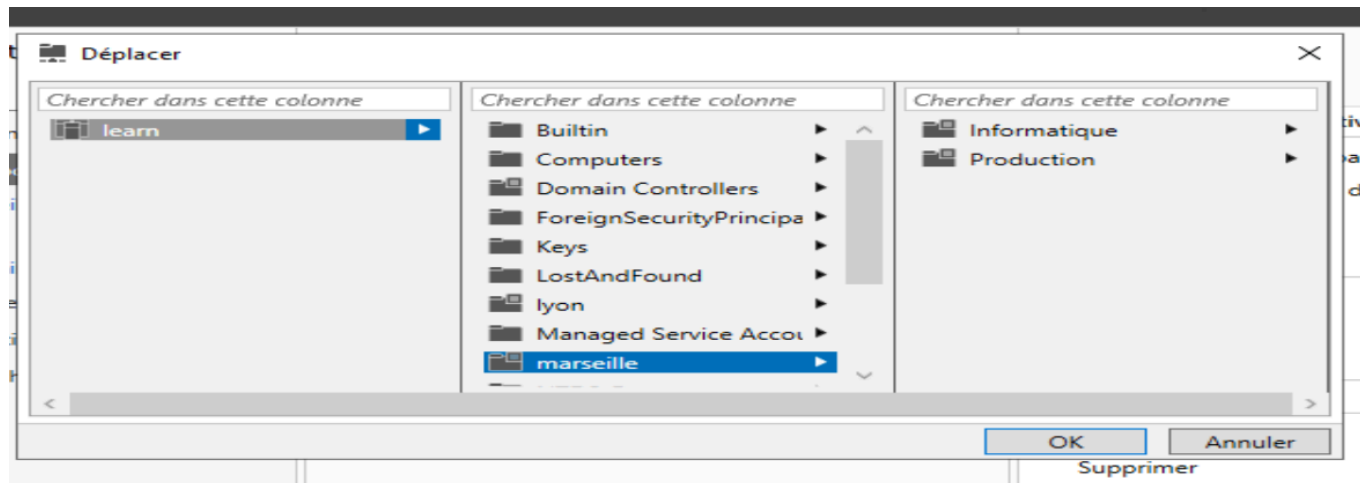 Déplacer
Chercher dans cette colonne
learn
Chercher dans cette colonne
Builtin
Computers
Domain Controllers
ForeignSecurityPrincipa
Keys
LostAndFound
lyon
Managed Service Accou
marseille
Chercher dans cette colonne
Informatique
Production
OK
Annuler
Supprimer